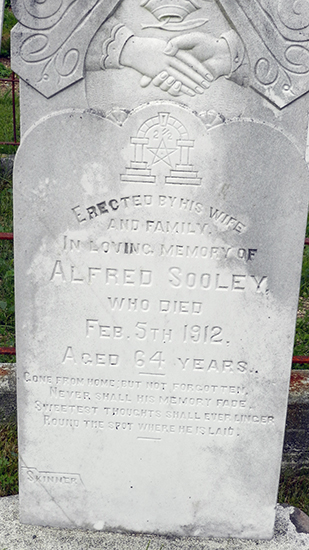 Erected by his wife
and family.
In loving memory of
Alfred Sooley,
who died
Feb. 5th 1912.
Aged 64 years.
Gone from home but not forgotten,
Never shall his memory fade
Sweetest thoughts shall ever linger
Round the spot where he is laid.
Skinner